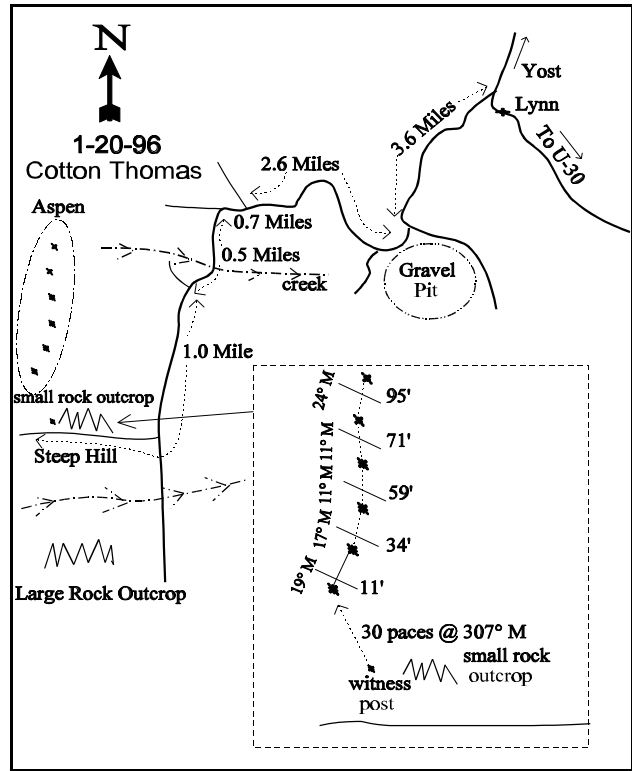 N
1-20-96
Cotton Thomas
Yost
Lynn
To U-30
3.6 Miles
2.6 Miles
Aspen
0.7 Miles
0.5 Miles
creek
Gravel
Pit
1.0 Mile
small rock outcrop
Steep Hill
Large Rock Outcrop
24° M
95'
11° M
71'
11° M
59'
17° M
34'
19° M
11'
30 paces @ 307° M
small rock
outcrop
witness
post